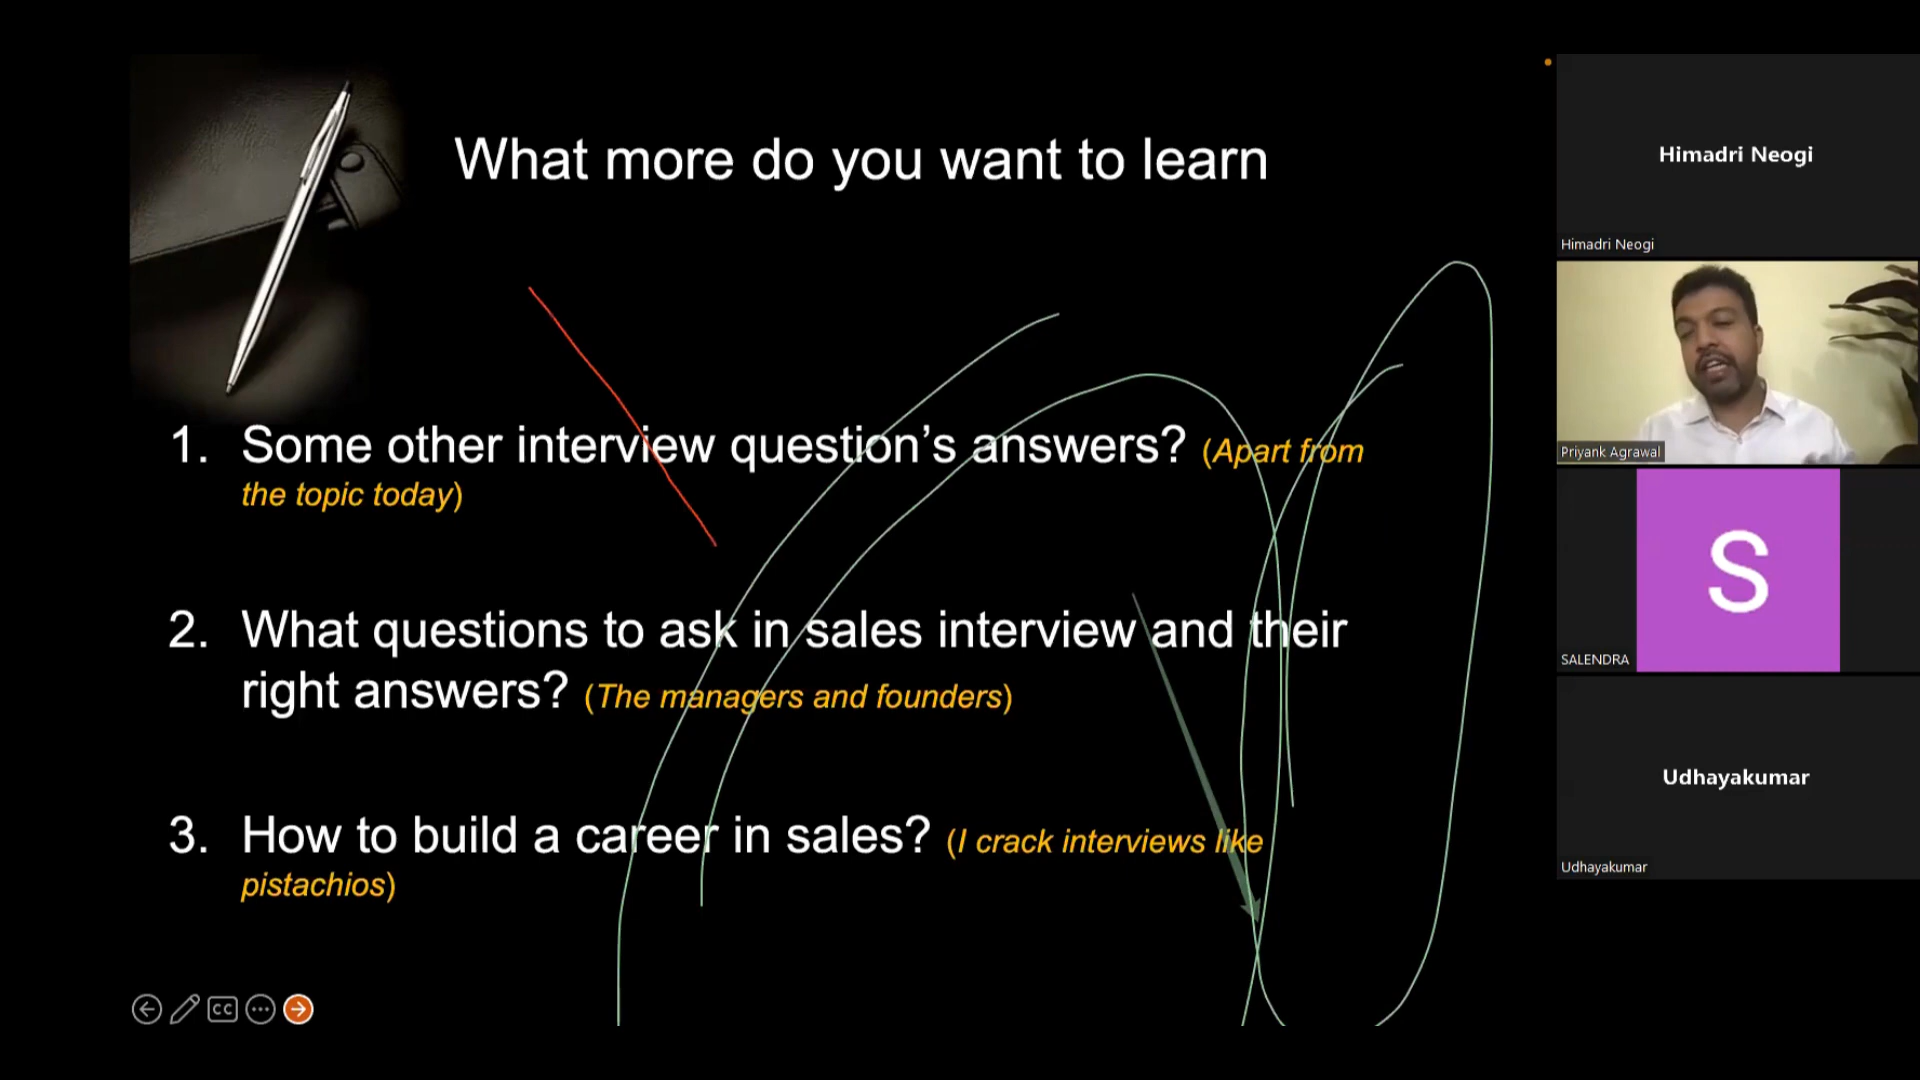 What more do you want to learn
1. Some other interview question’s answers? (Apart from
the topic today)
2. What questions to ask in sales interview and their
right answers? (The managers and founders)
3. How to build a career in sales? (I crack interviews like
pistachios)
CC
Himadri Neogi
Himadri Neogi
Priyank Agrawal
S
SALENDRA
Udhayakumar
Udhayakumar